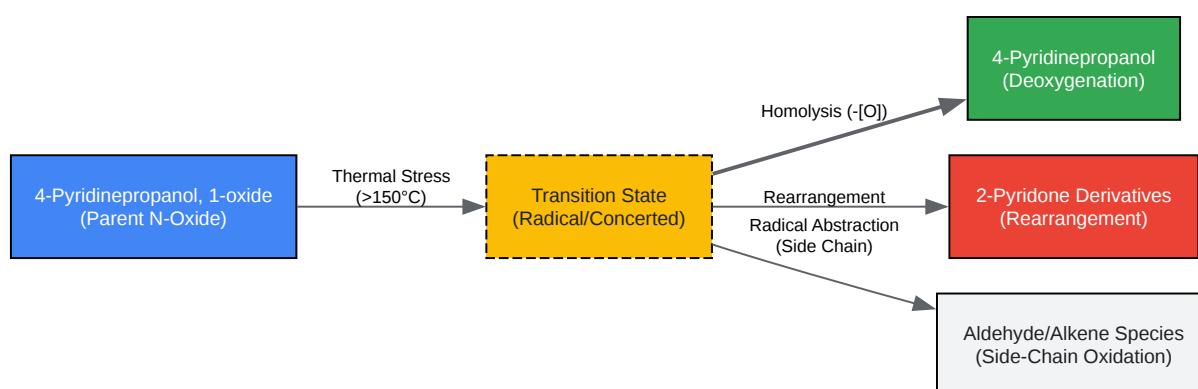 4-Pyridinepropanol, 1-oxide
(Parent N-Oxide)
Thermal Stress
(>150°C)
Transition State
(Radical/Concerted)
Homolysis (-[O])
4-Pyridinepropanol
(Deoxygenation)
Rearrangement
2-Pyridone Derivatives
(Rearrangement)
Radical Abstraction
(Side Chain)
Aldehyde/Alkene Species
(Side-Chain Oxidation)